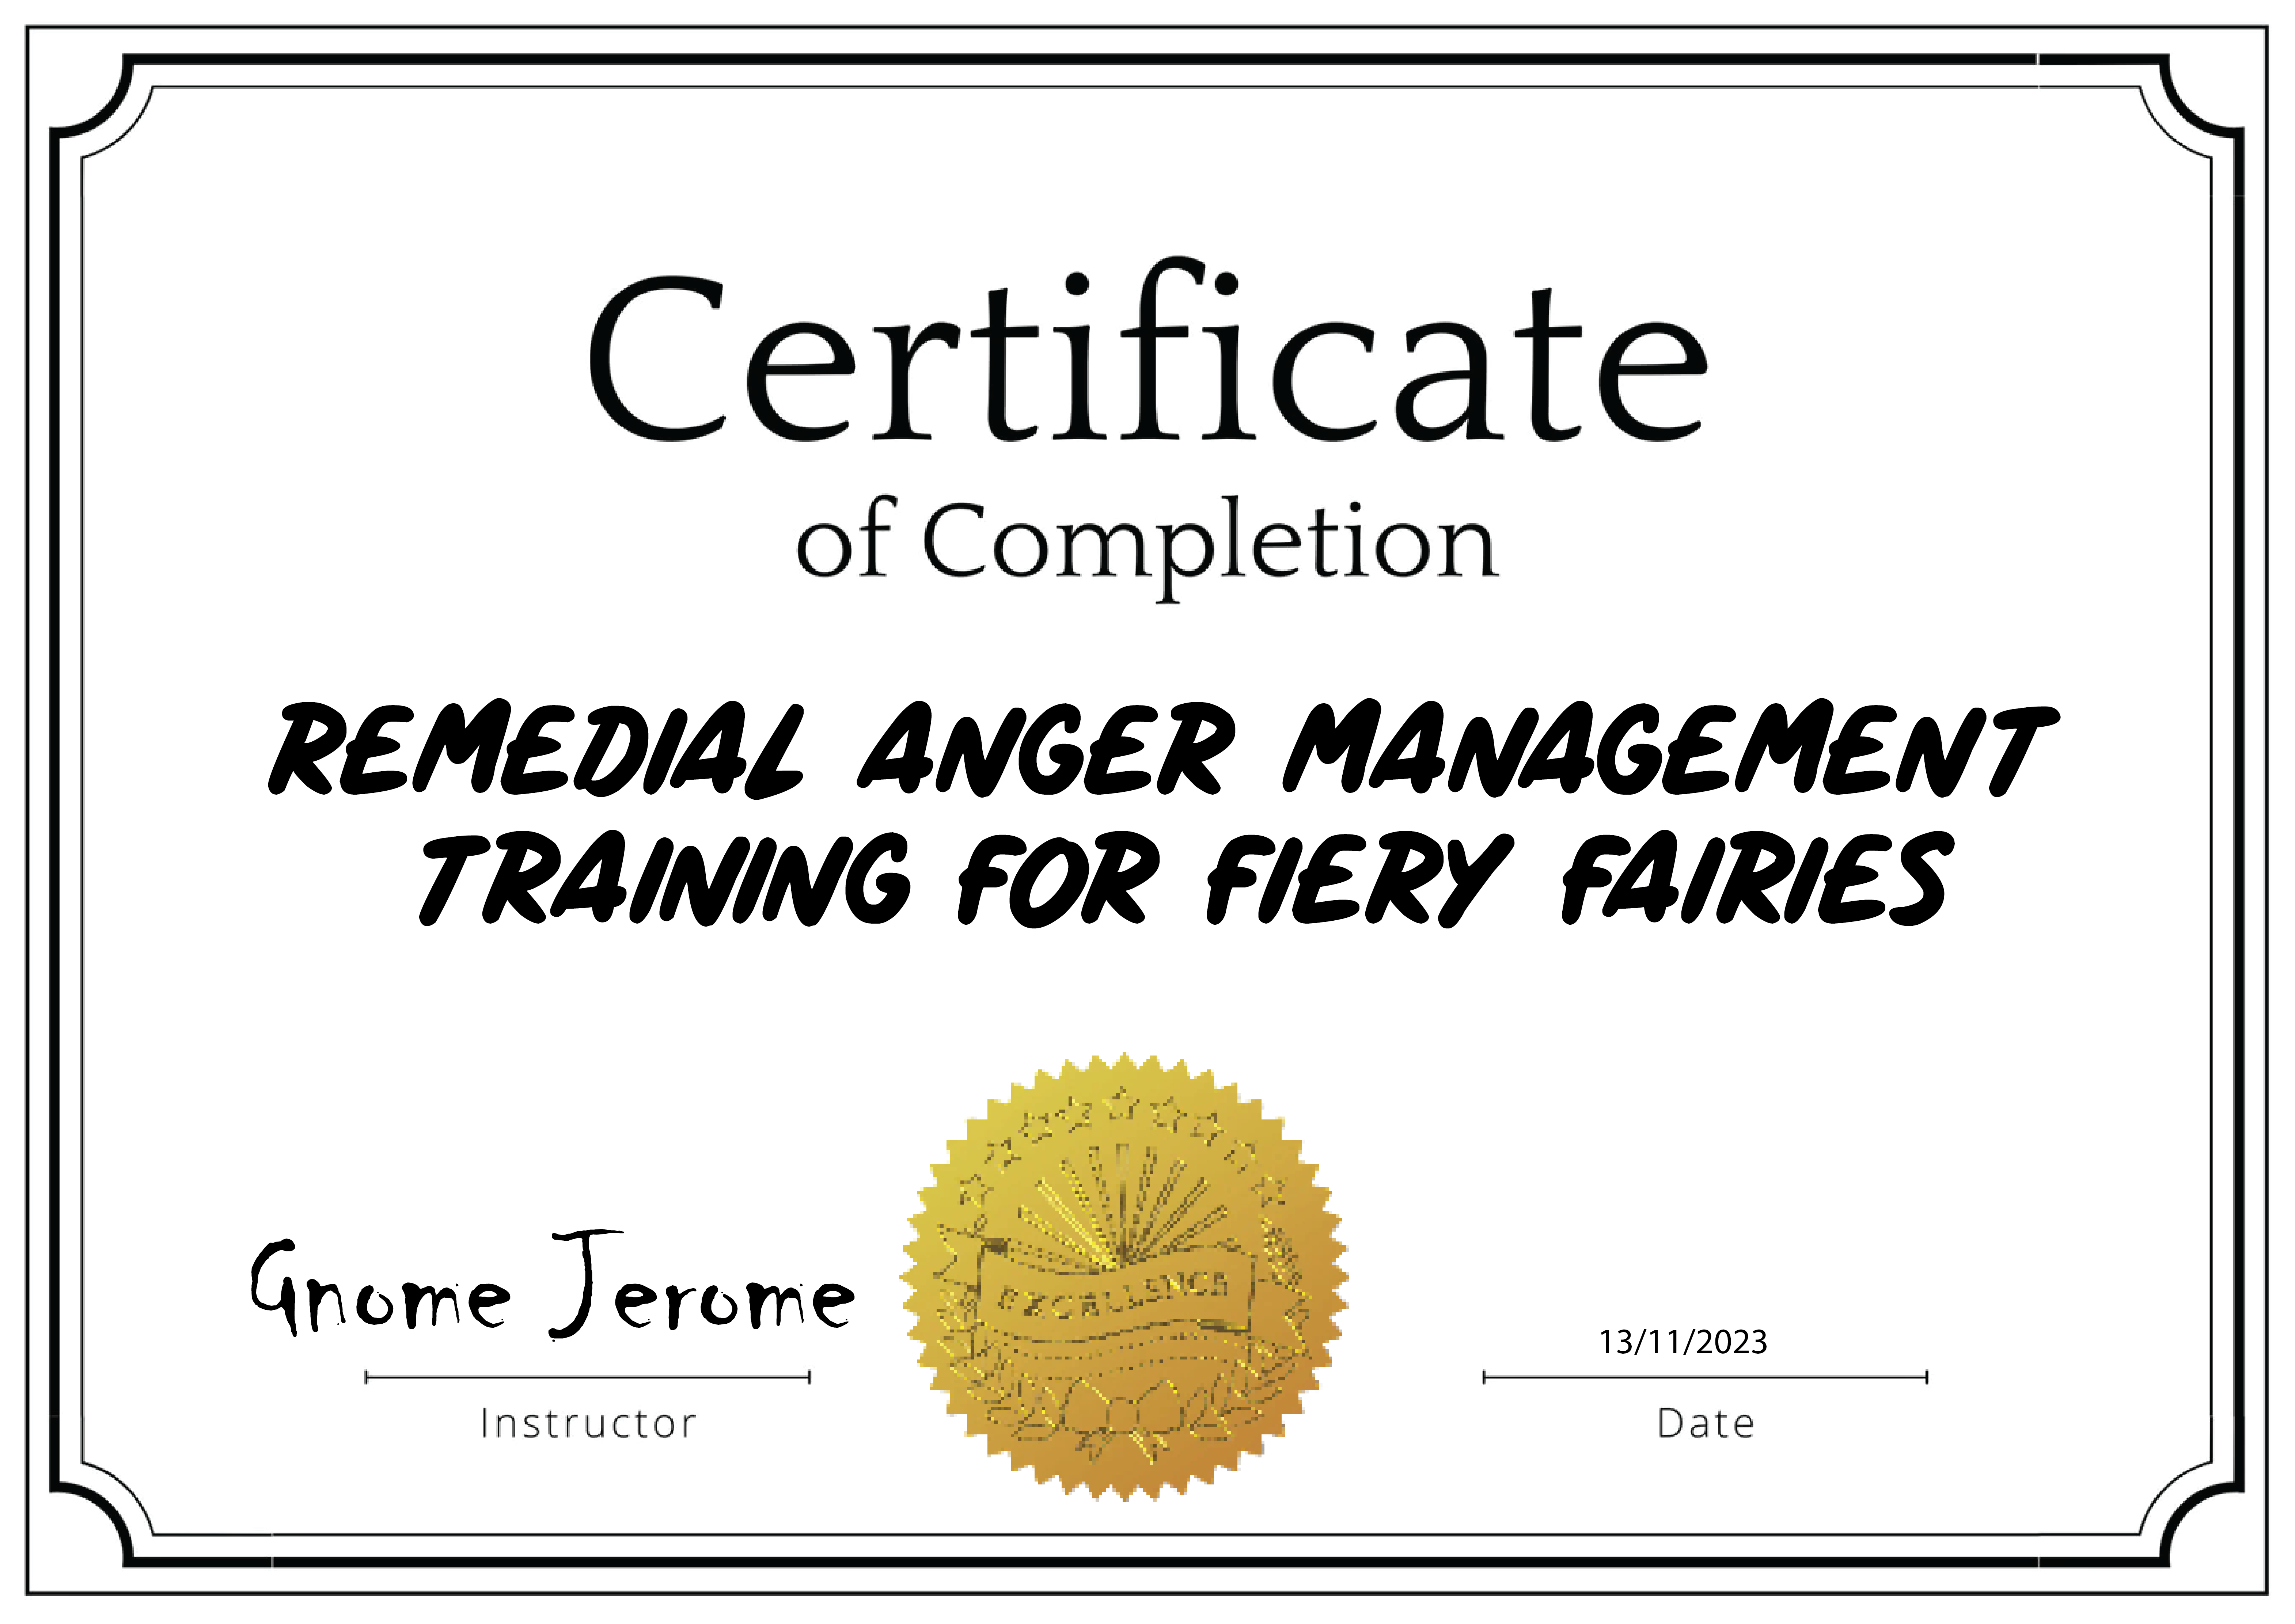 Certificate
of Completion
REMEDIAL ANGER MANAGEMENT
TRAINING FOR FIERY FAIRIES
EXCELLENCE
Gnome Jerome
13/11/2023
Instructor
Date